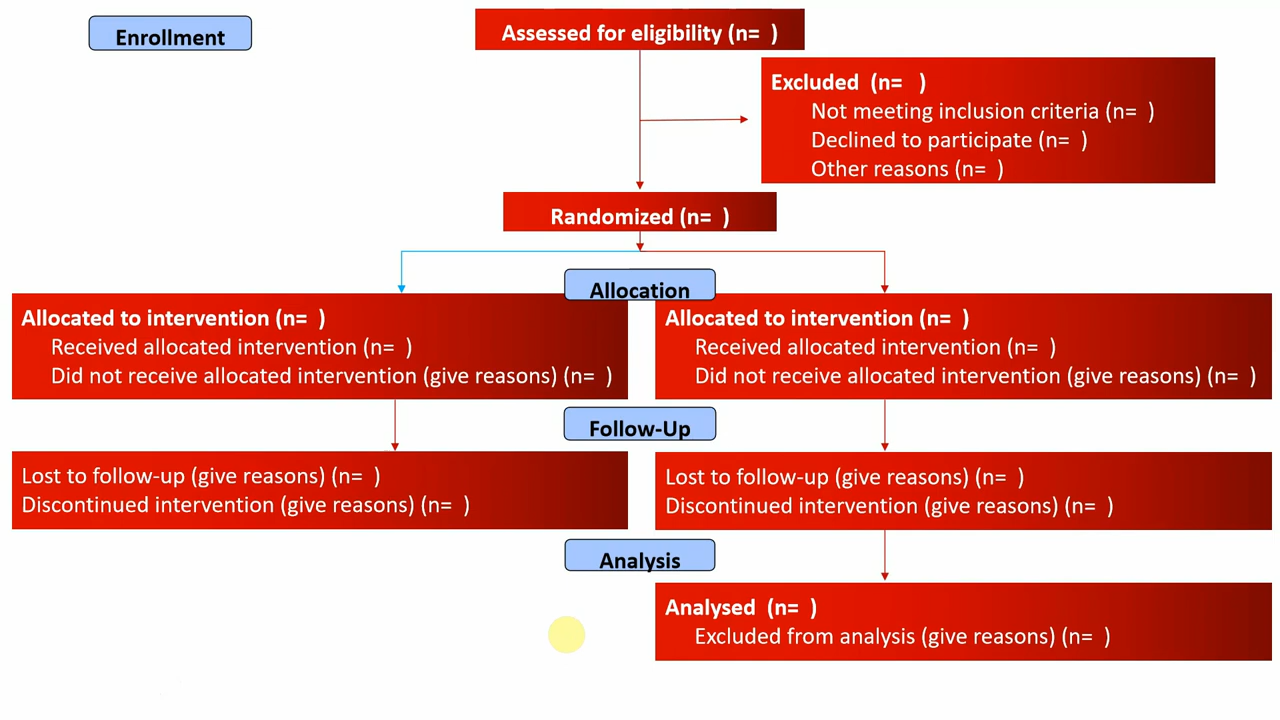 Enrollment
Assessed for eligibility (n=  )
Excluded  (n=   )
Not meeting inclusion criteria (n=  )
Declined to participate (n=  )
Other reasons (n=  )
Randomized (n=  )
Allocation
Allocated to intervention (n=  )
Received allocated intervention (n=  )
Did not receive allocated intervention (give reasons) (n=  )
Allocated to intervention (n=  )
Received allocated intervention (n=  )
Did not receive allocated intervention (give reasons) (n=  )
Follow-Up
Lost to follow-up (give reasons) (n=  )
Discontinued intervention (give reasons) (n=  )
Lost to follow-up (give reasons) (n=  )
Discontinued intervention (give reasons) (n=  )
Analysis
Analysed  (n=  )
Excluded from analysis (give reasons) (n=  )